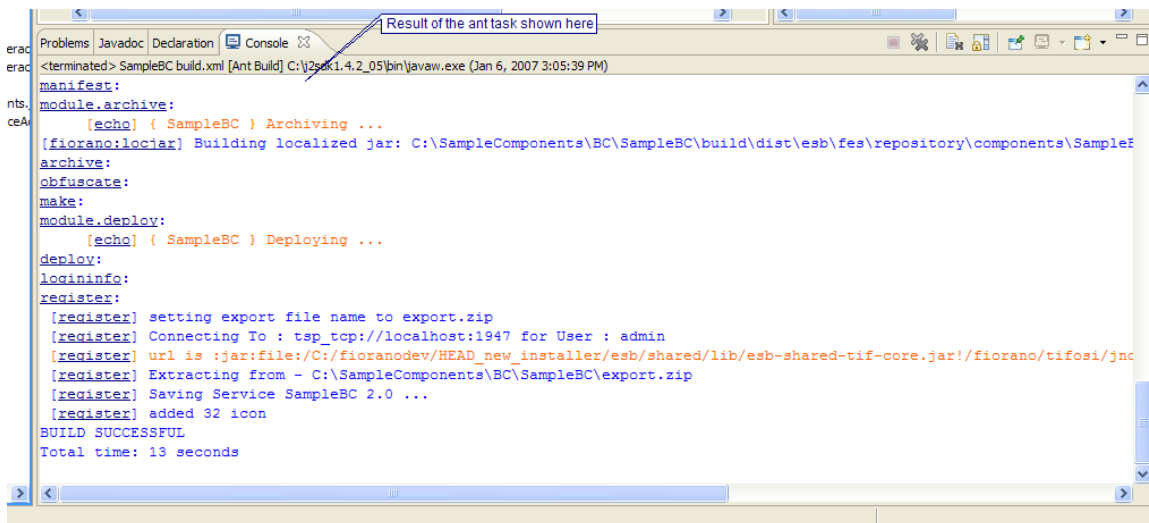 Result of the ant task shown here
Problems Javadoc Declaration Console
<terminated> SampleBC build.xml [Ant Build] C:\j2sdk1.4.2_05\bin\javaw.exe (Jan 6, 2007 3:05:39 PM)
erac
erac
nts.
ceA
manifest:
module.archive:
[echo] { SampleBC } Archiving ...
[fiorano:locjar] Building localized jar: C:\SampleComponents\BC\SampleBC\build\dist\esb\fes\repository\components\Sample
archive:
obfuscate:
make:
module.deploy:
[echo] { SampleBC } Deploying ...
deploy:
logininfo:
register:
[register] setting export file name to export.zip
[register] Connecting To : tsp_tcp://localhost:1947 for User : admin
[register] url is :jar:file:/C:/fioranodev/HEAD_new_installer/esb/shared/lib/esb-shared-tif-core.jar!/fiorano/tifosi/jn
[register] Extracting from - C:\SampleComponents\BC\SampleBC\export.zip
[register] Saving Service SampleBC 2.0 ...
[register] added 32 icon
BUILD SUCCESSFUL
Total time: 13 seconds